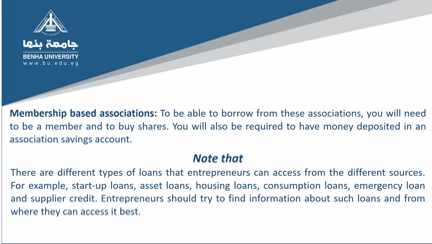 جامعة بنها
BENHA UNIVERSITY
www.bu.edu.eg
Membership based associations: To be able to borrow from these associations, you will need
to be a member and to buy shares. You will also be required to have money deposited in an
association savings account.
Note that
There are different types of loans that entrepreneurs can access from the different sources.
For example, start-up loans, asset loans, housing loans, consumption loans, emergency loan
and supplier credit. Entrepreneurs should try to find information about such loans and from
where they can access it best.